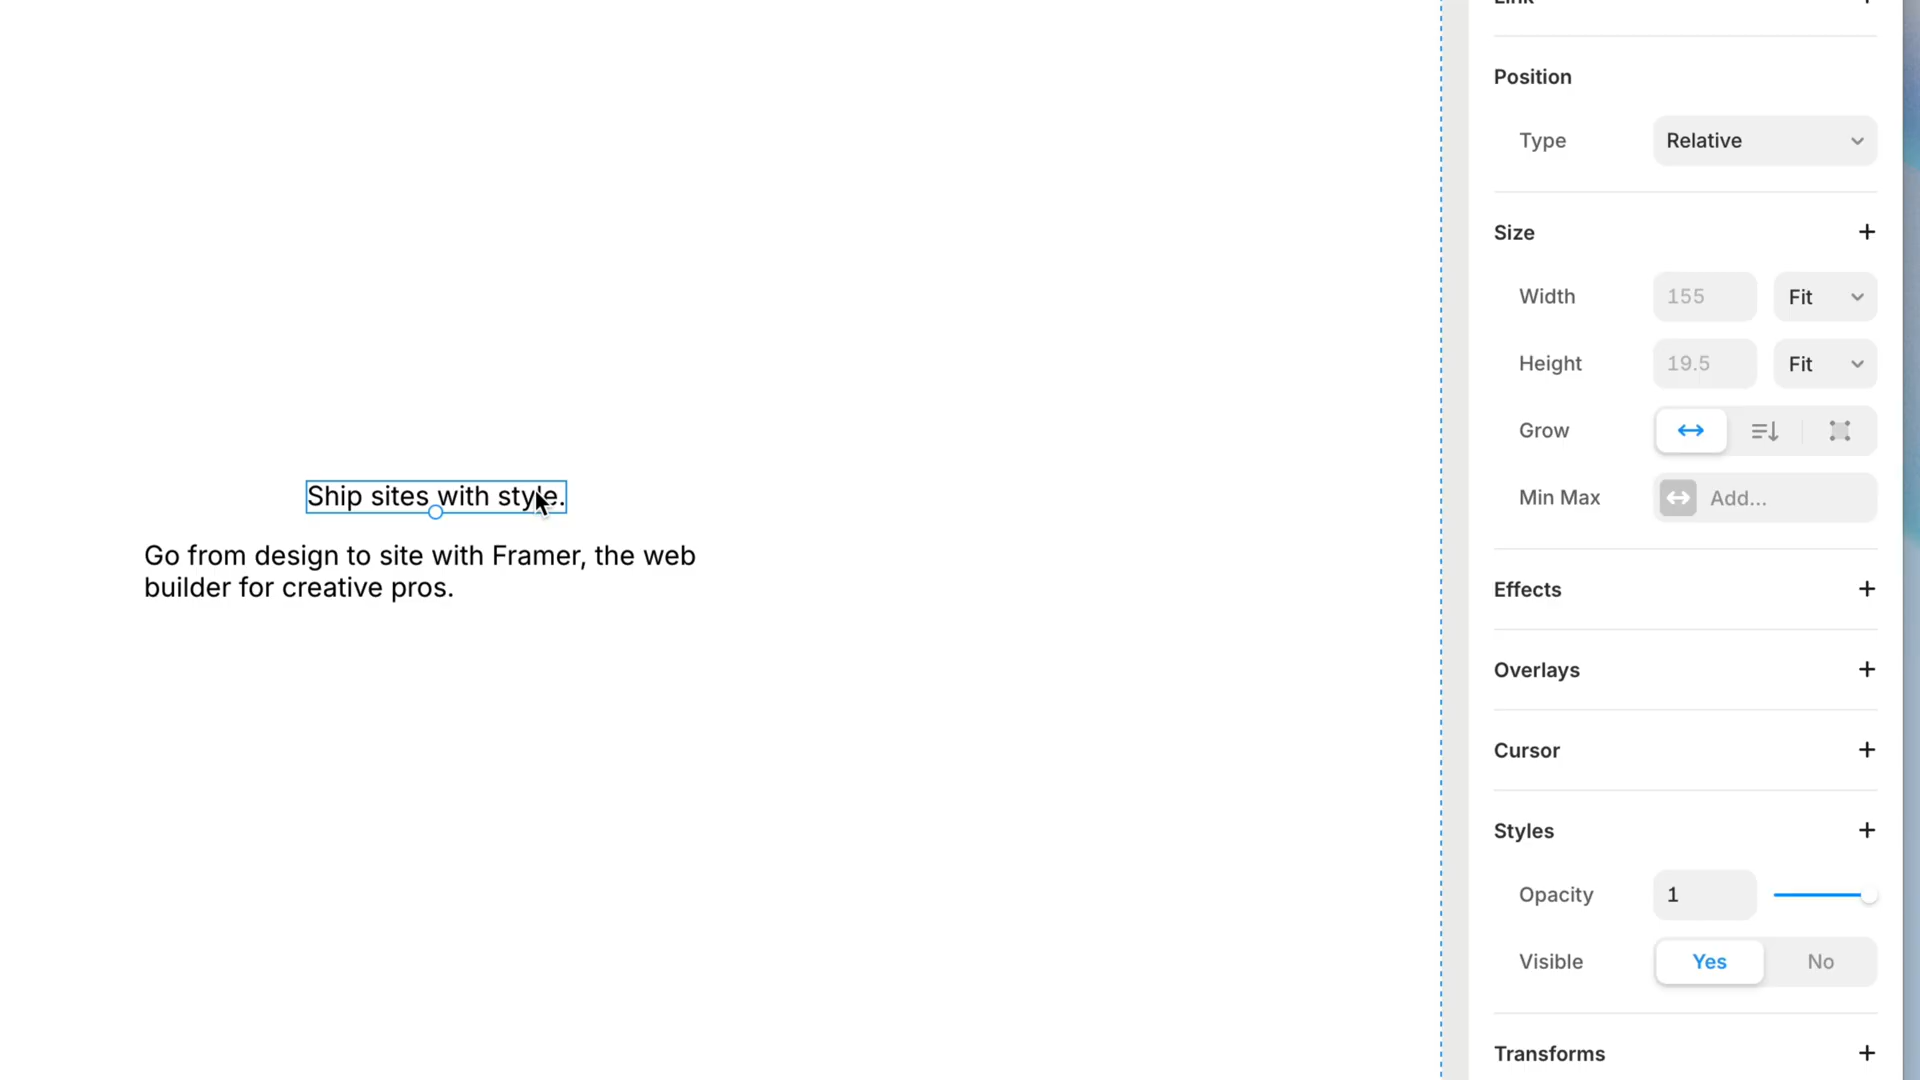 Link
Position
Type
Relative
Size
Width
155
Fit
Height
19.5
Fit
Grow
Min Max
Add...
Effects
Overlays
Cursor
Styles
Opacity
1
Visible
Yes
No
Transforms
Ship sites with style.
Go from design to site with Framer, the web
builder for creative pros.